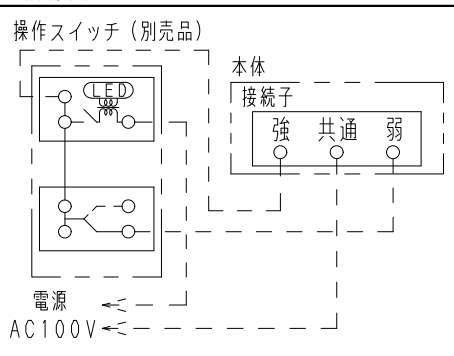 操作スイッチ(別売品)
LED
本体
接続子
強 共通 弱
電源
AC100V